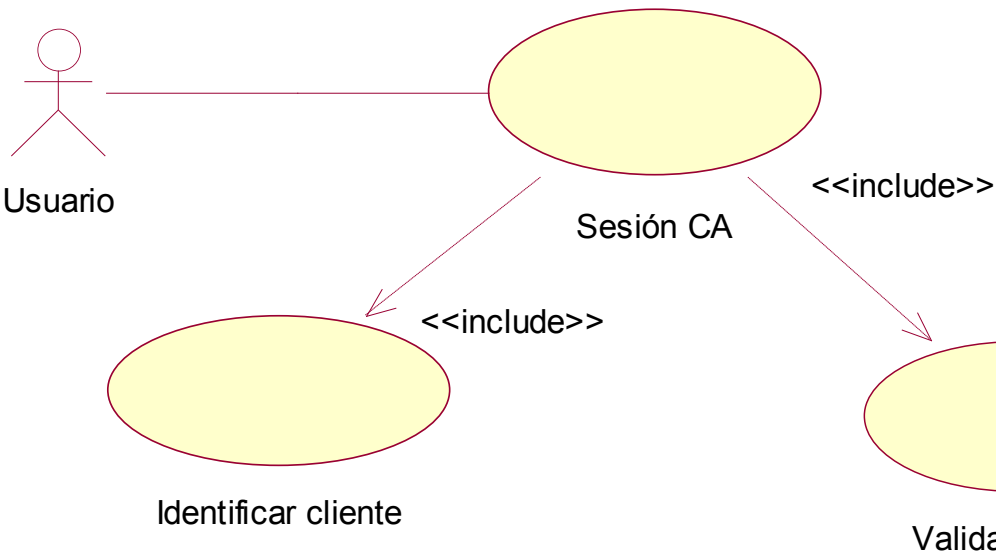 Usuario
<<include>>
Sesión CA
<<include>>
Identificar cliente